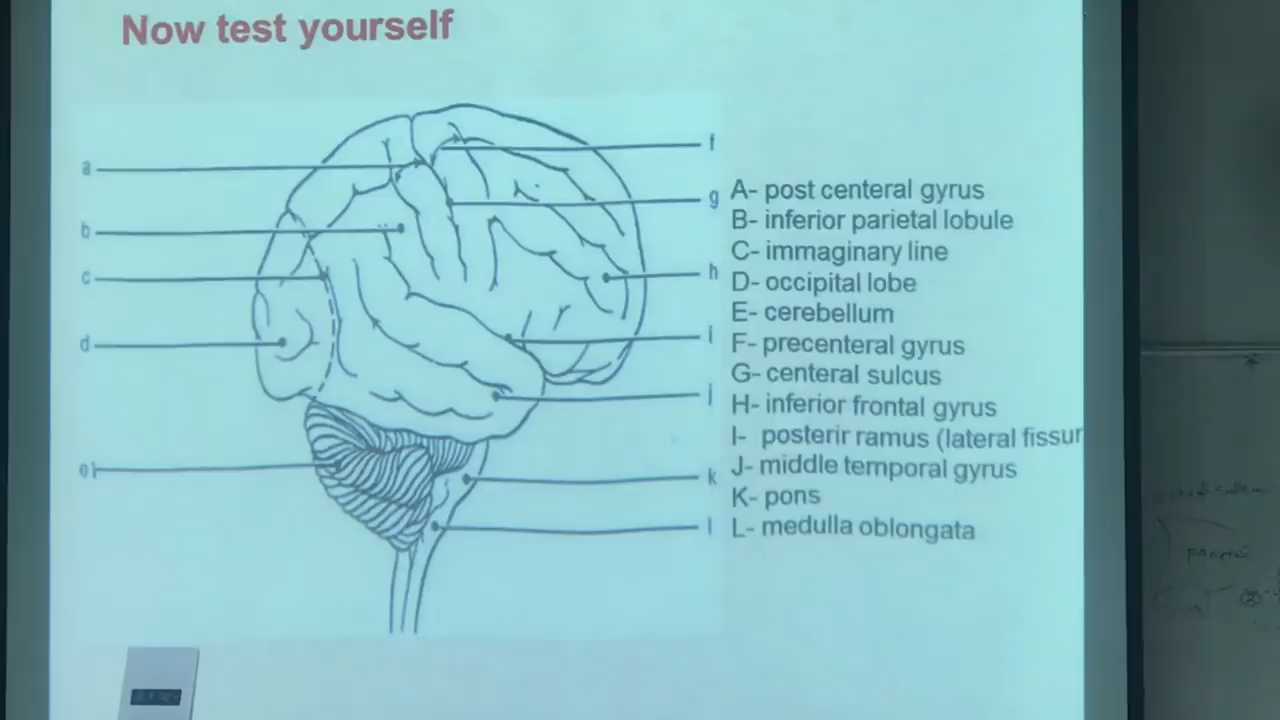 Now test yourself
a
b
c
d
e
f
g
h
i
j
k
l
A- post centeral gyrus
B- inferior parietal lobule
C- immaginary line
D- occipital lobe
E- cerebellum
F- precenteral gyrus
G- centeral sulcus
H- inferior frontal gyrus
I- posterir ramus (lateral fissur
J- middle temporal gyrus
K- pons
L- medulla oblongata